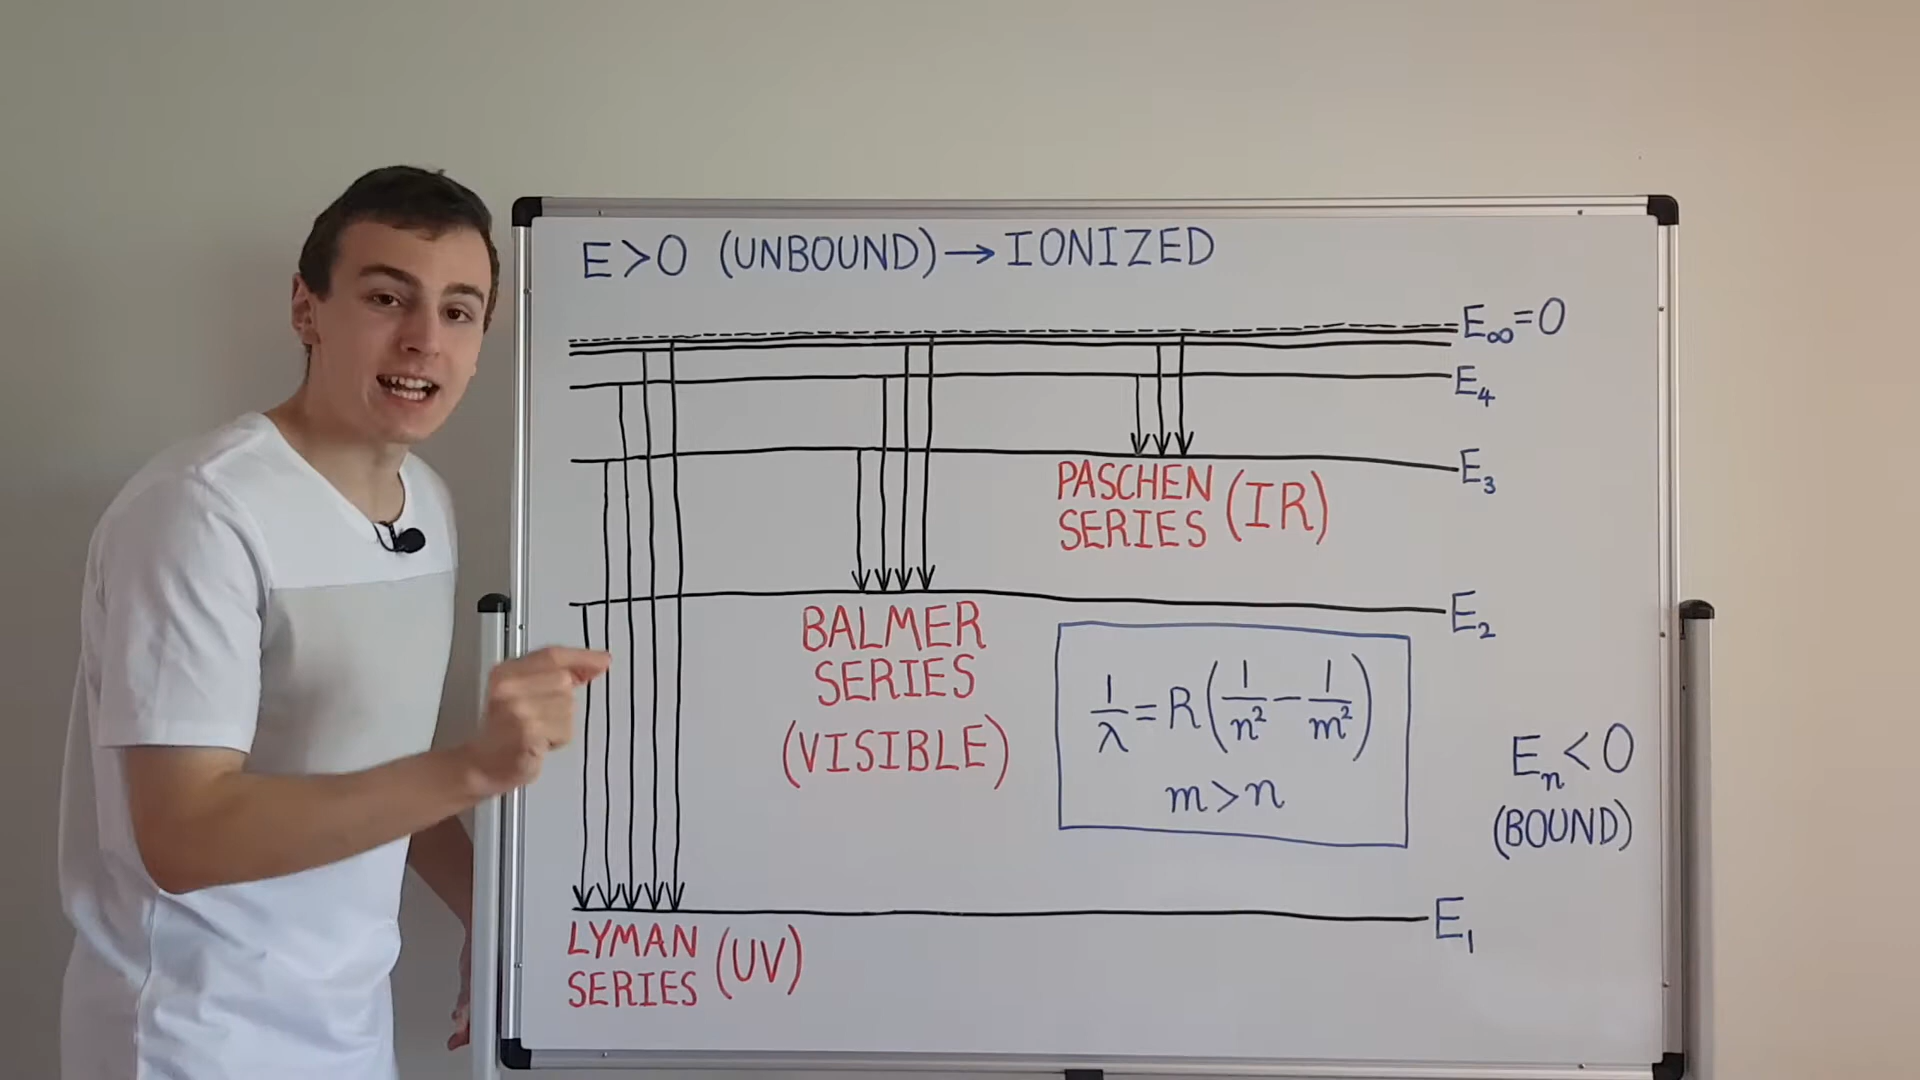 E>0 (UNBOUND)→IONIZED
E∞=0
E₄
E₃
PASCHEN
SERIES (IR)
E₂
BALMER
SERIES
(VISIBLE)
1/λ = R(1/n² − 1/m²)
m>n
Eₙ<0
(BOUND)
E₁
LYMAN
SERIES (UV)